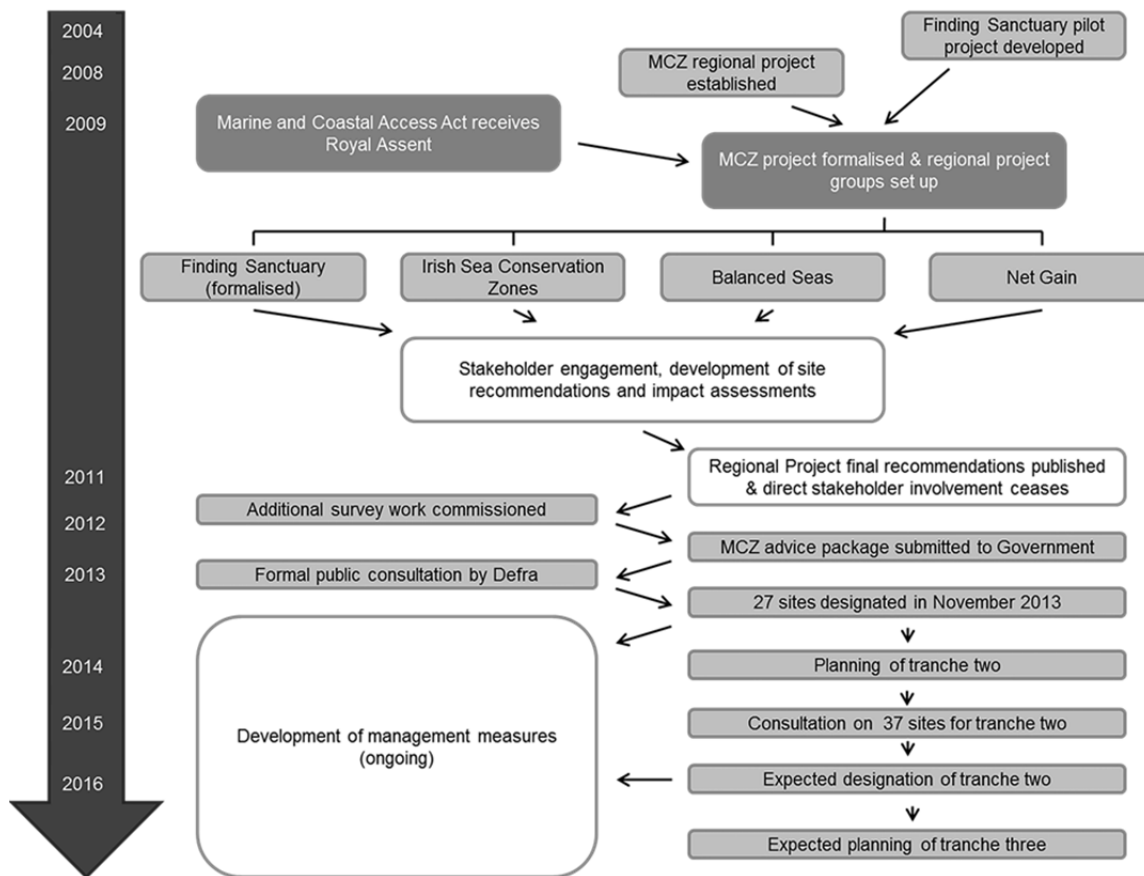 2004
Finding Sanctuary pilot
project developed
2008
MCZ regional project
established
2009
Marine and Coastal Access Act receives
Royal Assent
MCZ project formalised & regional project
groups set up
Finding Sanctuary
(formalised)
Irish Sea Conservation
Zones
Balanced Seas
Net Gain
Stakeholder engagement, development of site
recommendations and impact assessments
2011
Regional Project final recommendations published
& direct stakeholder involvement ceases
Additional survey work commissioned
2012
MCZ advice package submitted to Government
2013
Formal public consultation by Defra
27 sites designated in November 2013
2014
Planning of tranche two
2015
Consultation on 37 sites for tranche two
Development of management measures
(ongoing)
2016
Expected designation of tranche two
Expected planning of tranche three